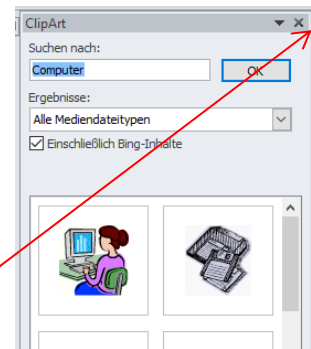 ClipArt
Suchen nach:
Computer
OK
Ergebnisse:
Alle Mediendateitypen
Einschließlich Bing-Inhalte